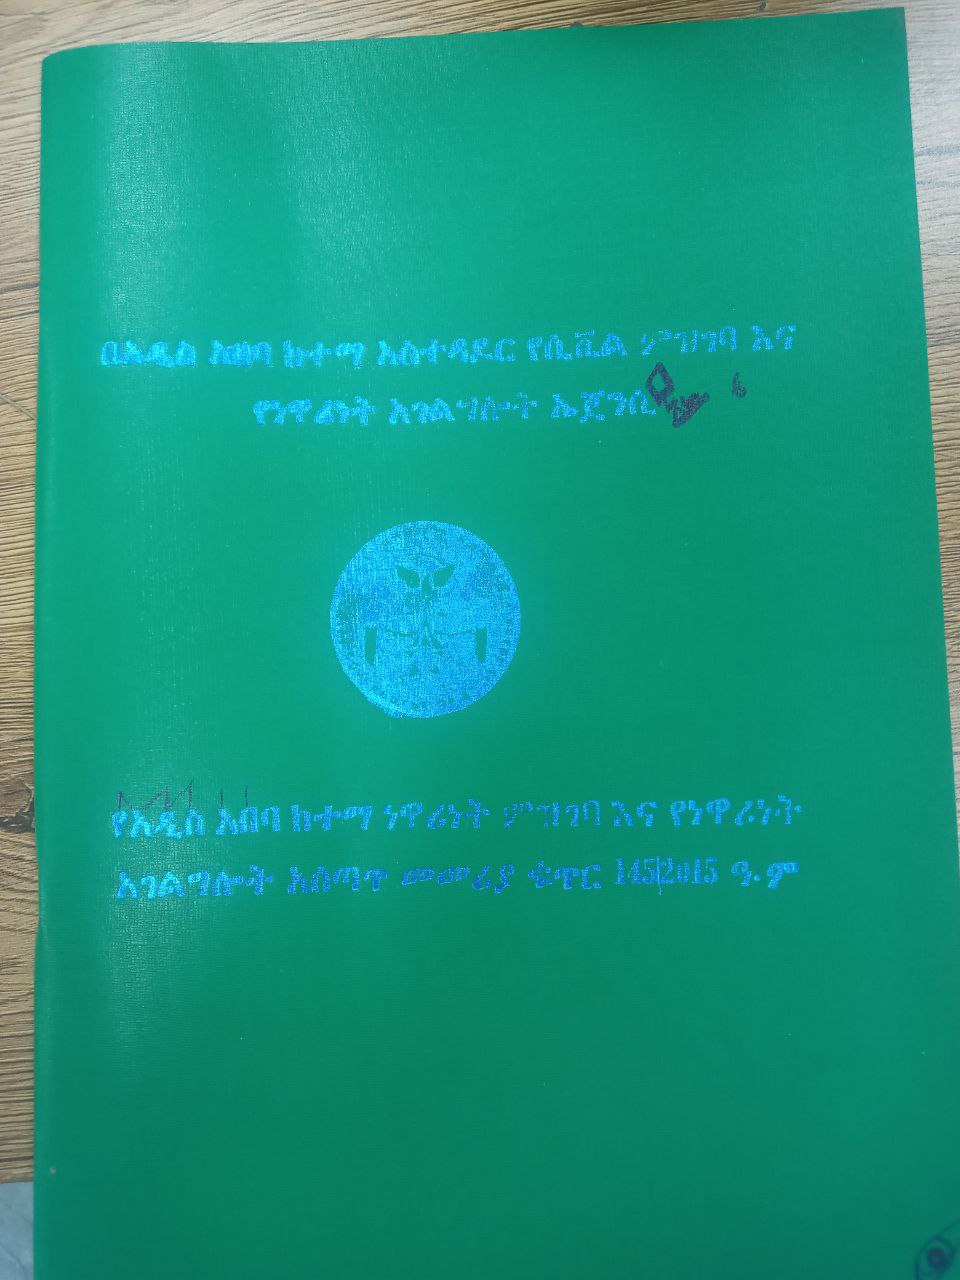 በአዲስ አበባ ከተማ አስተዳደር የሲቪል ምዝገባ እና
የነዋሪነት አገልግሎት ኤጀንሲ
6
የአዲስ አበባ ከተማ ነዋሪነት ምዝገባ እና የነዋሪነት
አገልግሎት አሰጣጥ መመሪያ ቁጥር 145/2015 ዓ.ም